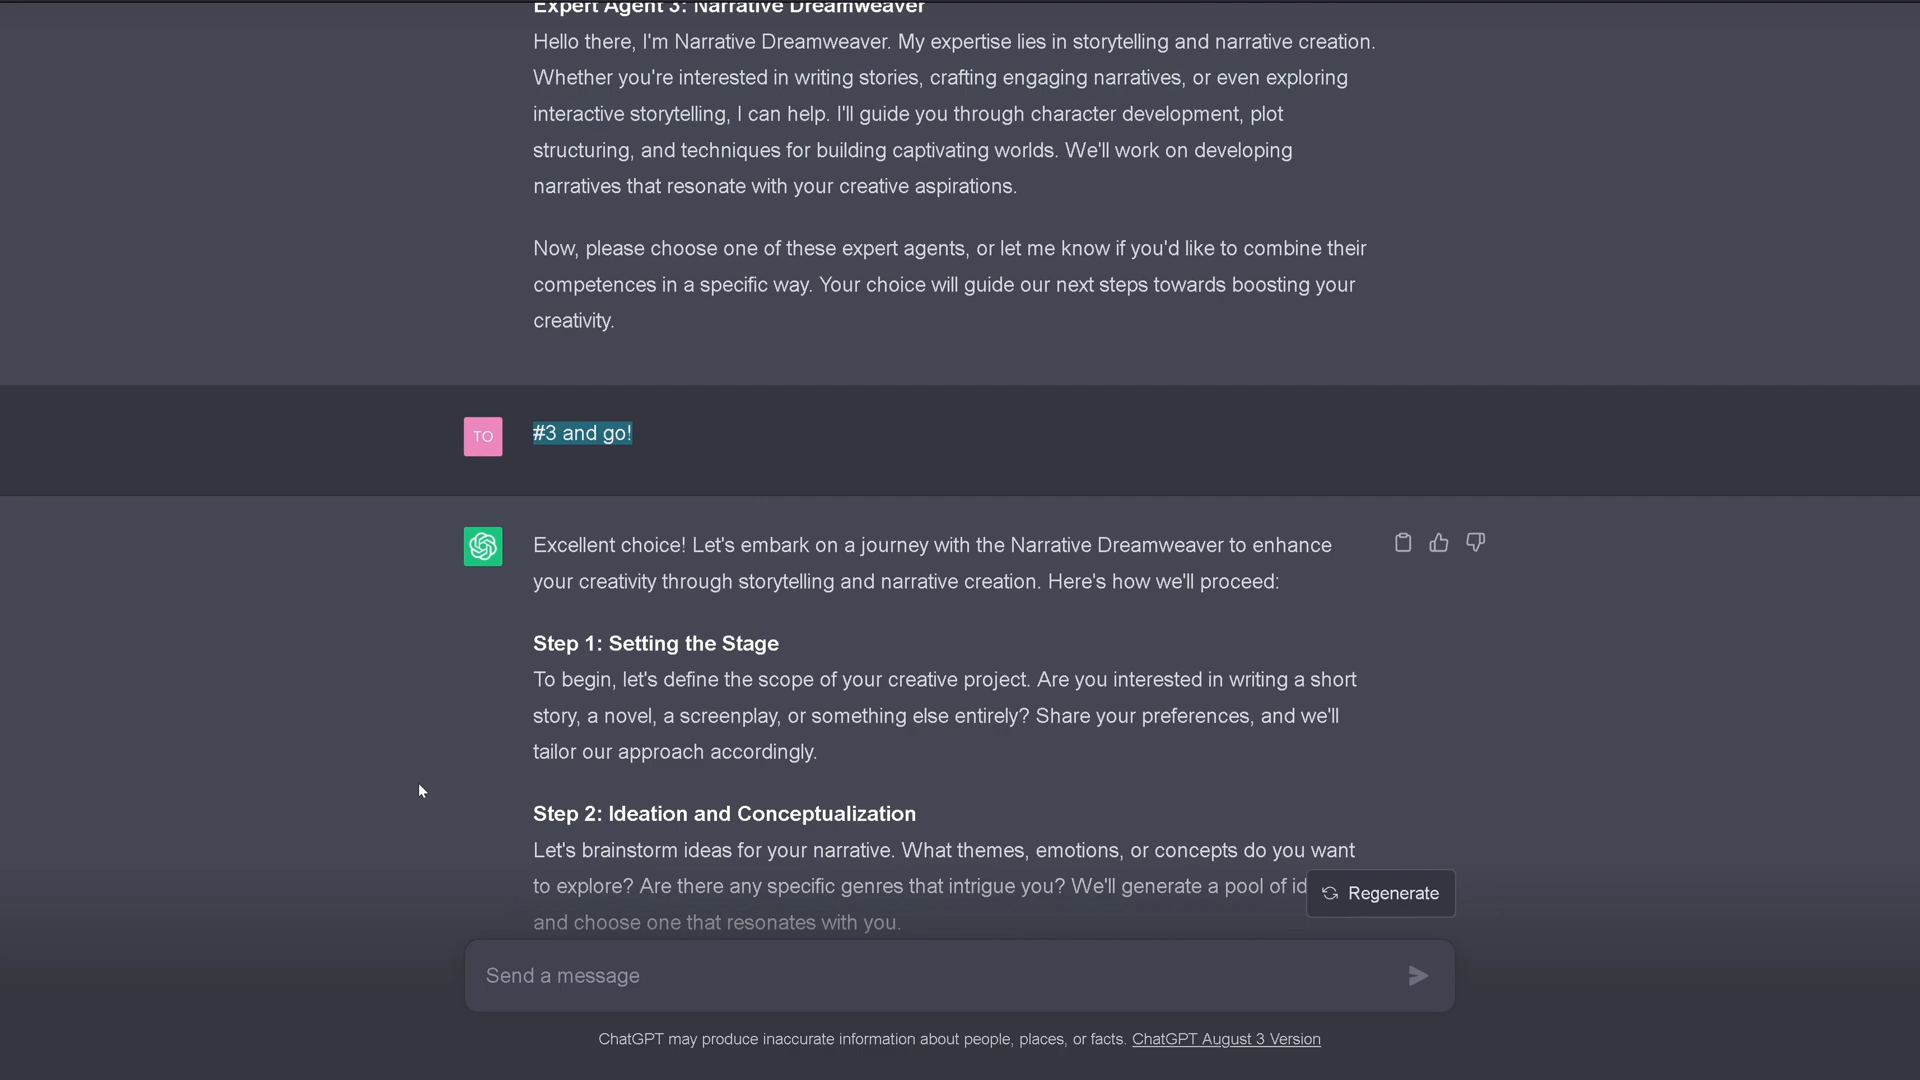 Expert Agent 3: Narrative Dreamweaver
Hello there, I'm Narrative Dreamweaver. My expertise lies in storytelling and narrative creation.
Whether you're interested in writing stories, crafting engaging narratives, or even exploring
interactive storytelling, I can help. I'll guide you through character development, plot
structuring, and techniques for building captivating worlds. We'll work on developing
narratives that resonate with your creative aspirations.
Now, please choose one of these expert agents, or let me know if you'd like to combine their
competences in a specific way. Your choice will guide our next steps towards boosting your
creativity.
TO
#3 and go!
Excellent choice! Let's embark on a journey with the Narrative Dreamweaver to enhance
your creativity through storytelling and narrative creation. Here's how we'll proceed:
Step 1: Setting the Stage
To begin, let's define the scope of your creative project. Are you interested in writing a short
story, a novel, a screenplay, or something else entirely? Share your preferences, and we'll
tailor our approach accordingly.
Step 2: Ideation and Conceptualization
Let's brainstorm ideas for your narrative. What themes, emotions, or concepts do you want
to explore? Are there any specific genres that intrigue you? We'll generate a pool of id
Regenerate
and choose one that resonates with you.
Send a message
ChatGPT may produce inaccurate information about people, places, or facts. ChatGPT August 3 Version